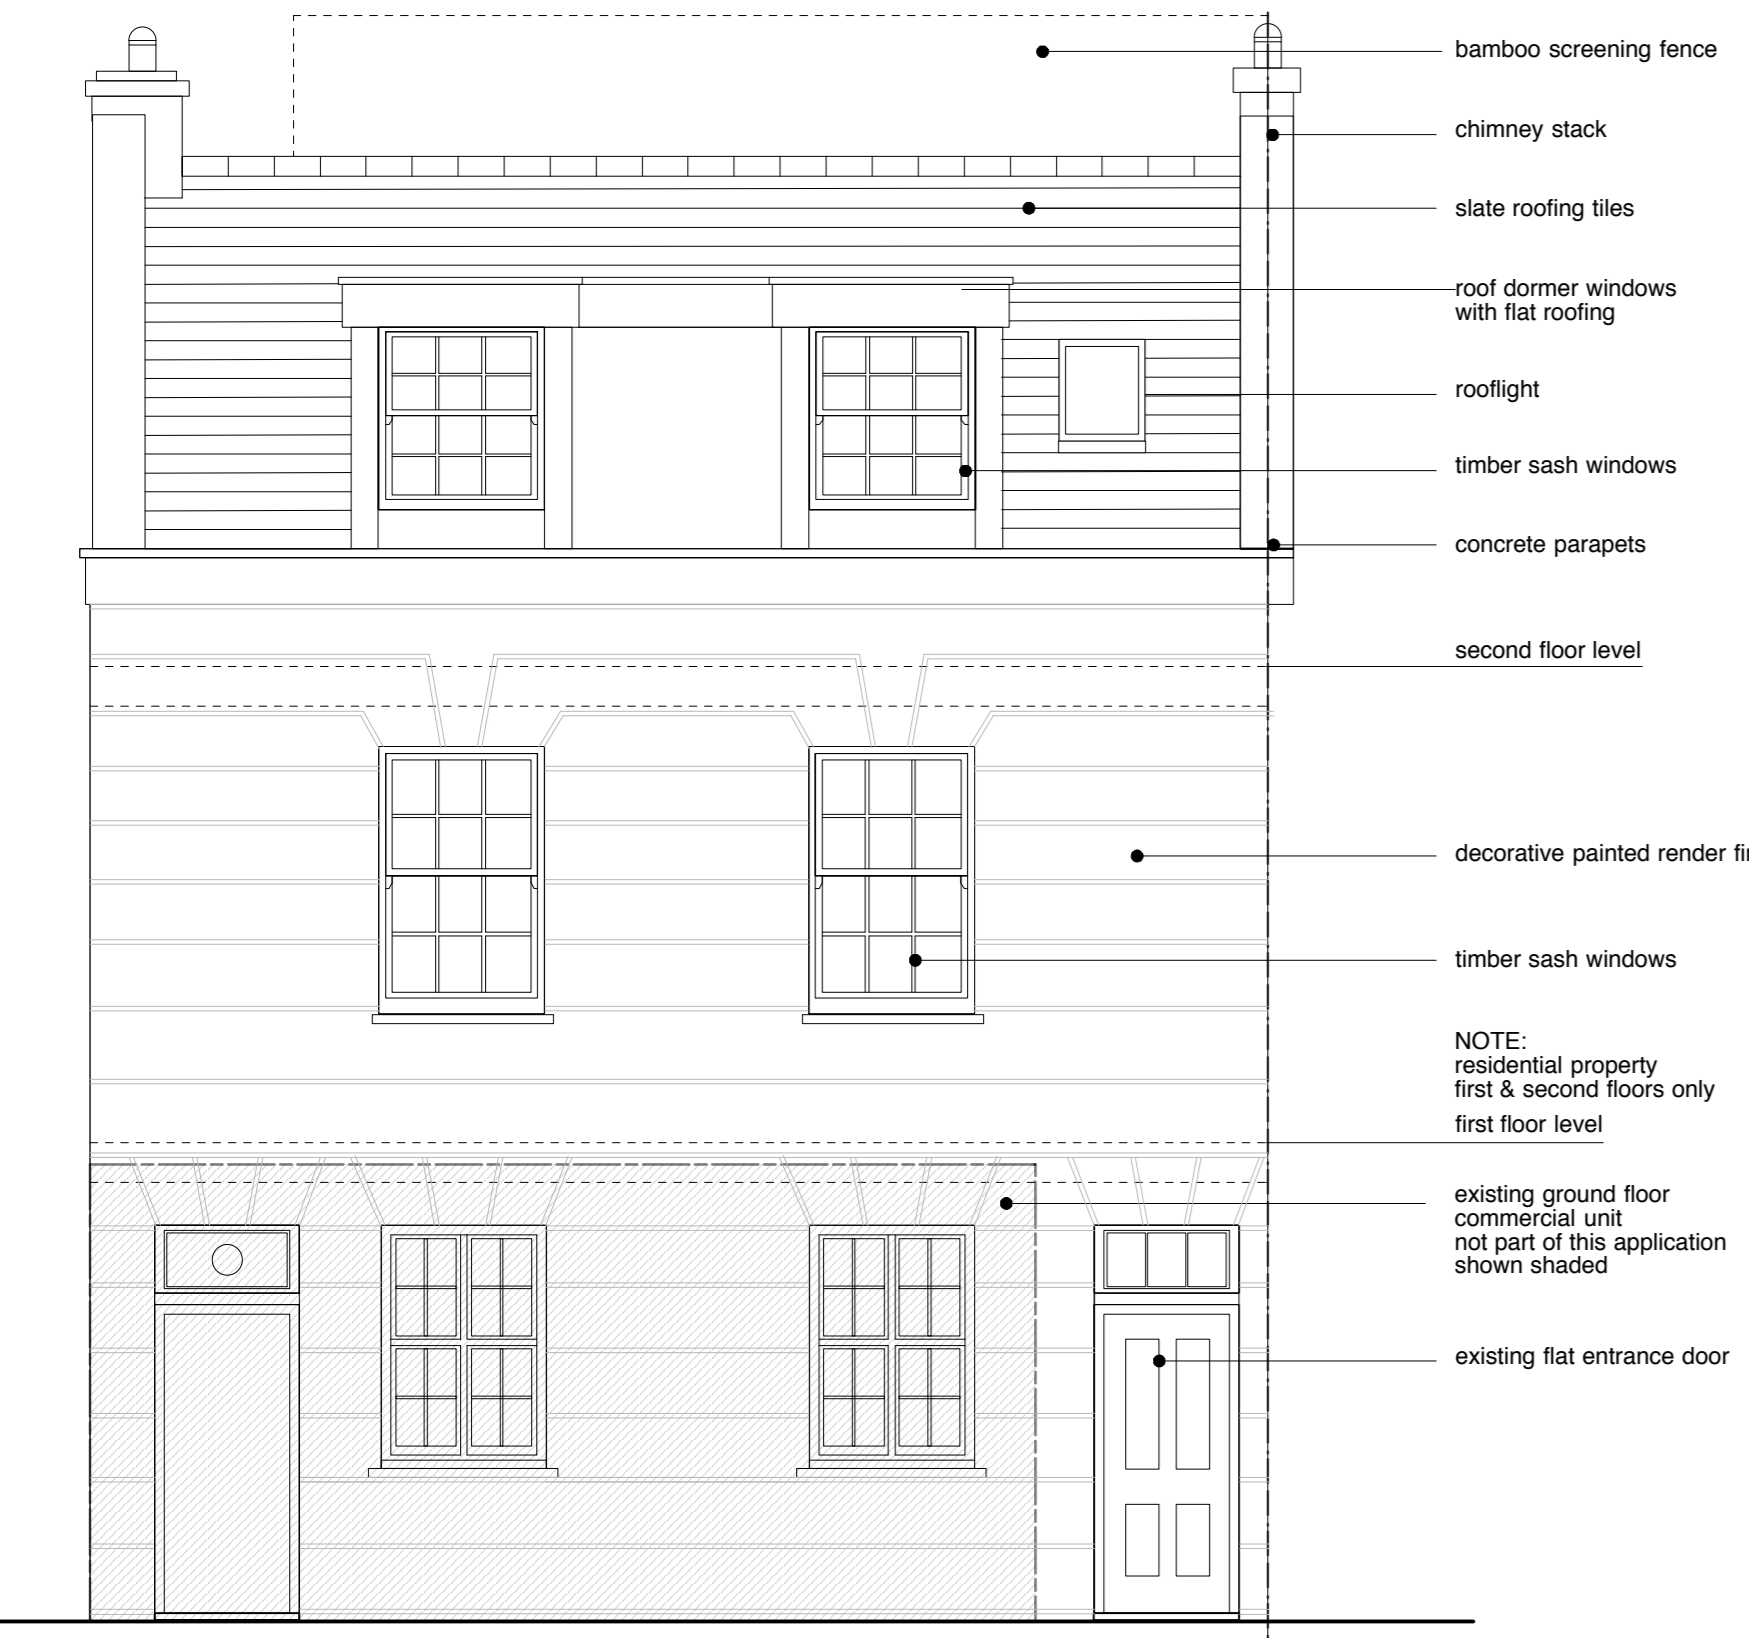 bamboo screening fence
chimney stack
slate roofing tiles
roof dormer windows
with flat roofing
rooflight
timber sash windows
concrete parapets
second floor level
decorative painted render
timber sash windows
NOTE:
residential property
first & second floors only
first floor level
existing ground floor
commercial unit
not part of this application
shown shaded
existing flat entrance door